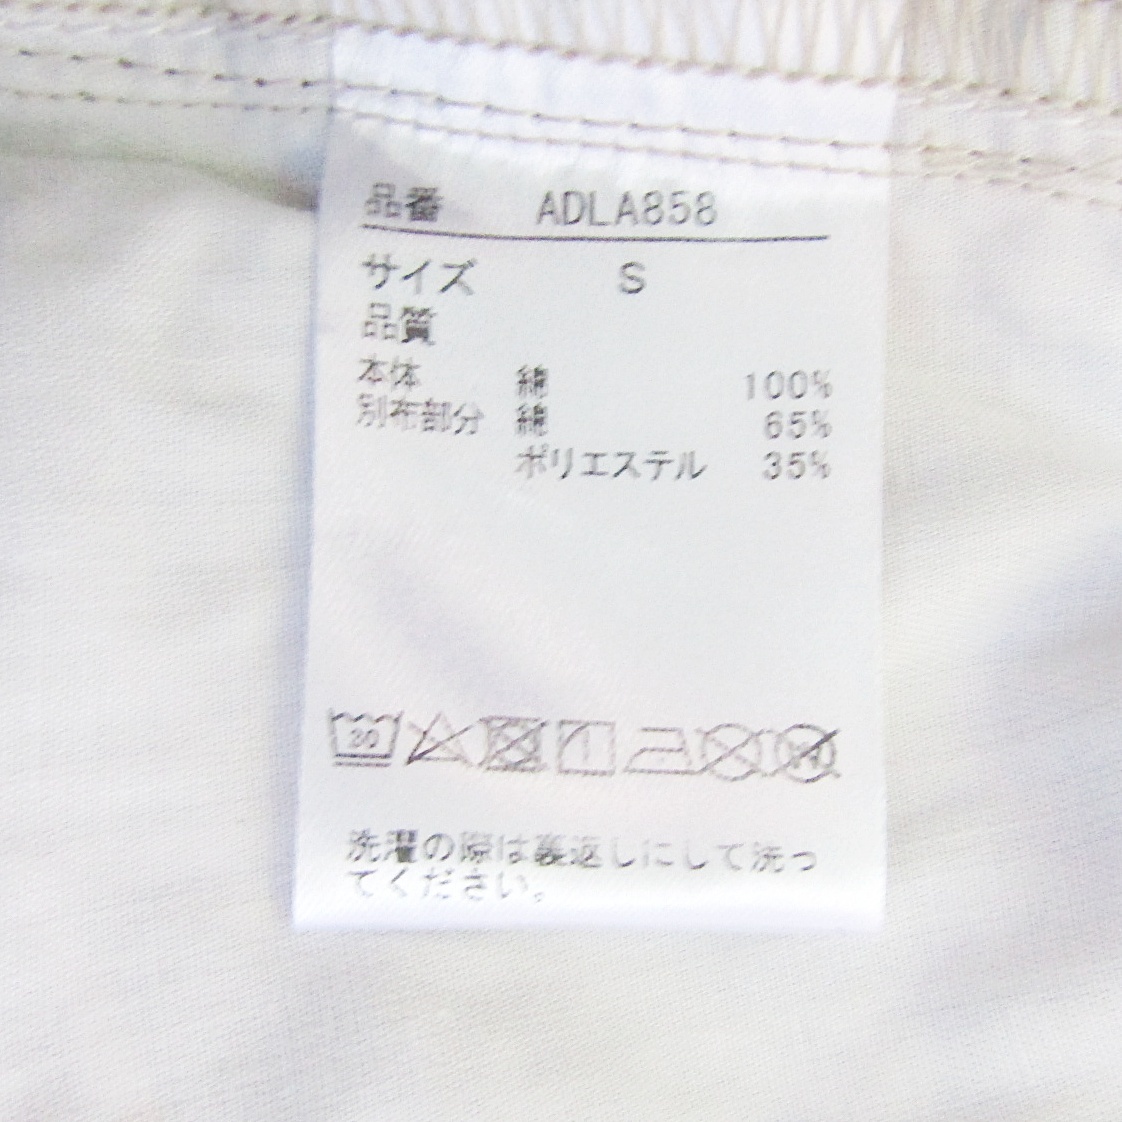 品番 ADLA858
サイズ S
品質
本体 綿 100%
別布部分 綿 65%
ポリエステル 35%
30
洗濯の際は裏返しにして洗っ
てください。